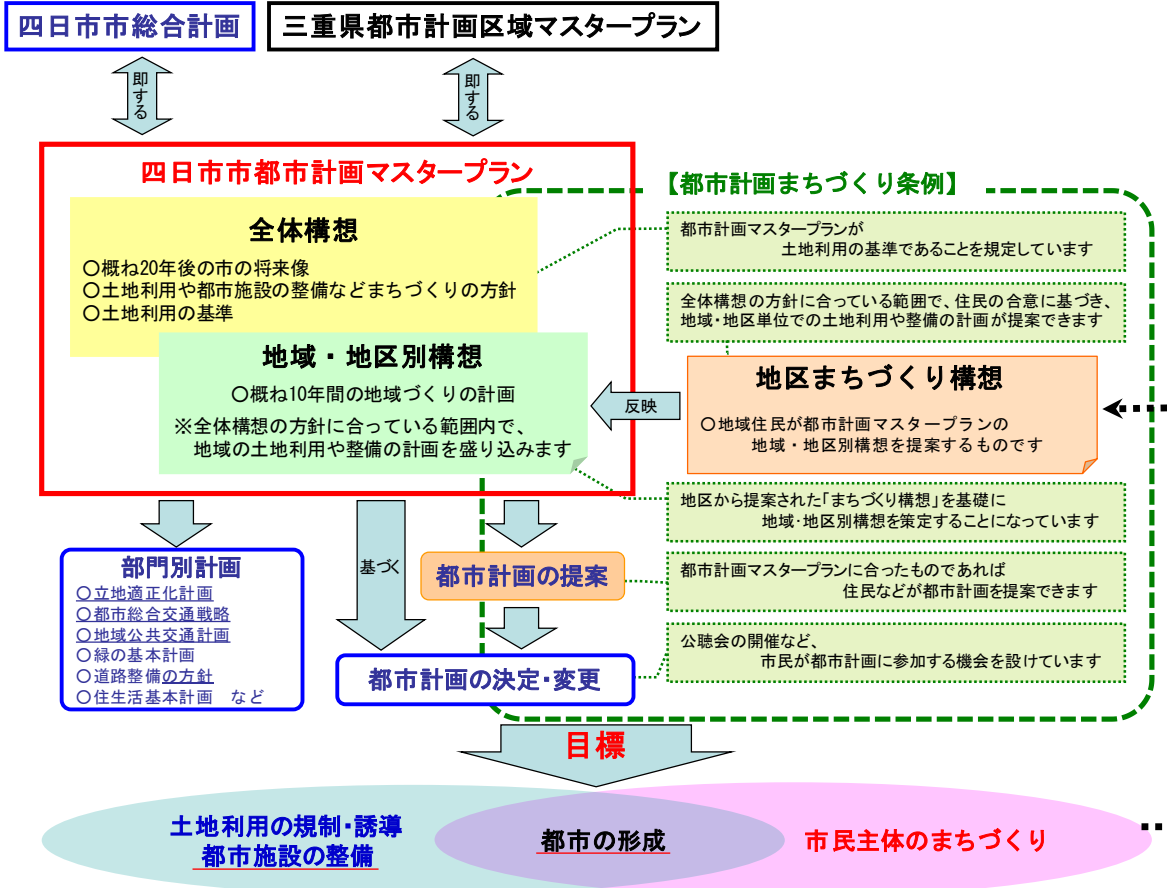 四日市市総合計画
三重県都市計画区域マスタープラン
即する
即する
四日市市都市計画マスタープラン
【都市計画まちづくり条例】
全体構想
〇概ね20年後の市の将来像
〇土地利用や都市施設の整備などまちづくりの方針
〇土地利用の基準
都市計画マスタープランが
土地利用の基準であることを規定しています
全体構想の方針に合っている範囲で、住民の合意に基づき、
地域・地区単位での土地利用や整備の計画が提案できます
地域・地区別構想
〇概ね10年間の地域づくりの計画
※全体構想の方針に合っている範囲内で、
地域の土地利用や整備の計画を盛り込みます
反映
地区まちづくり構想
〇地域住民が都市計画マスタープランの
地域・地区別構想を提案するものです
地区から提案された「まちづくり構想」を基礎に
地域・地区別構想を策定することになっています
部門別計画
〇立地適正化計画
〇都市総合交通戦略
〇地域公共交通計画
〇緑の基本計画
〇道路整備の方針
〇住生活基本計画 など
基づく
都市計画の提案
都市計画マスタープランに合ったものであれば
住民などが都市計画を提案できます
都市計画の決定・変更
公聴会の開催など、
市民が都市計画に参加する機会を設けています
目標
土地利用の規制・誘導
都市施設の整備
都市の形成
市民主体のまちづくり